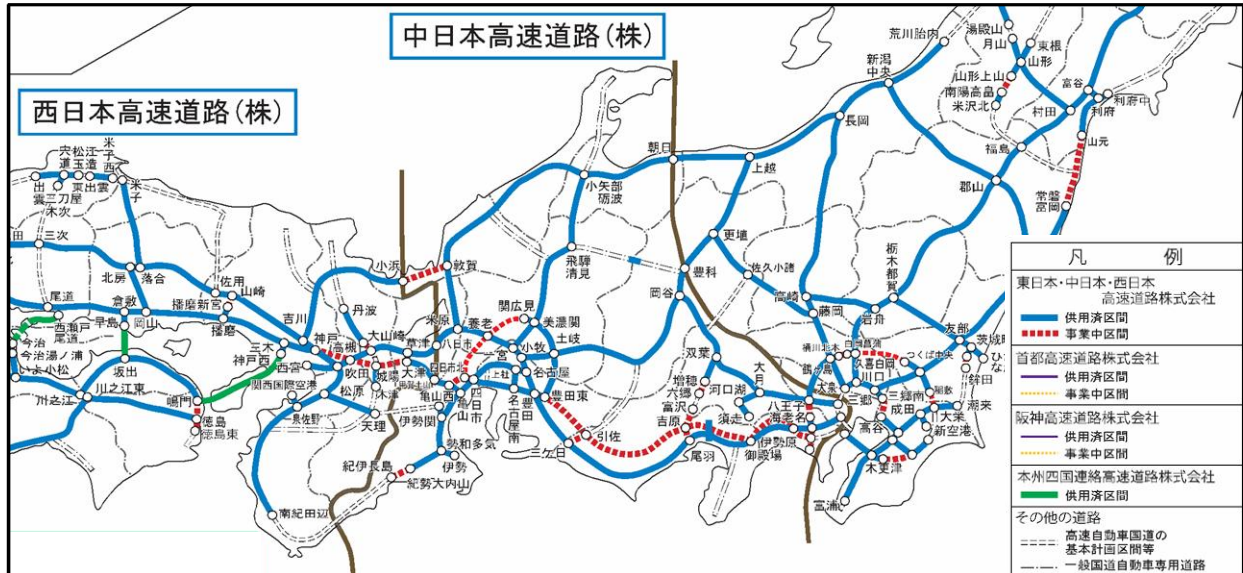 中日本高速道路(株)
西日本高速道路(株)
荒川胎内
湯殿山
月山
東根
山形
山形上山
南陽高畠
米沢北
富谷
利府中
利府
村田
山元
新潟中央
長岡
福島
郡山
常磐富岡
朝日
上越
小矢部砺波
米子西
宍道
松江玉造
東出雲
出雲
三刀屋木次
米子
三次
北房
落合
佐用
山崎
尾道
倉敷
播磨新宮
西瀬戸尾道
早島
岡山
播磨
吉川
今治
今治湯ノ浦
いよ小松
坂出
川之江東
川之江
鳴門
徳島
徳島東
三木
神戸西
神戸
西宮
丹波
高槻
大山崎
吹田
城陽
木津
草津
大津
関西国際空港
泉佐野
松原
天理
南紀田辺
小浜
敦賀
米原
八日市
養老
関広見
美濃関
一宮
小牧
土岐
名古屋
名古屋南
亀山西
亀山
四日市
伊勢関
勢和多気
伊勢
紀伊長島
紀勢大内山
豊田
豊田東
三ケ日
引佐
飛騨清見
更埴
豊科
岡谷
佐久小諸
双葉
増穂
六郷
富沢
吉原
尾羽
河口湖
大月
須走
御殿場
伊勢原
八王子
海老名
高崎
藤岡
栃木都賀
岩舟
桶川北本
白岡菖蒲
久喜白岡
鶴ヶ島
川口
大泉
三郷
三郷南
つくば中央
友部
茨城町
鉾田
潮来
成田
大栄
新空港
高谷
木更津
富浦
凡　例
東日本・中日本・西日本
高速道路株式会社
供用済区間
事業中区間
首都高速道路株式会社
供用済区間
事業中区間
阪神高速道路株式会社
供用済区間
事業中区間
本州四国連絡高速道路株式会社
供用済区間
その他の道路
高速自動車国道の
基本計画区間等
一般国道自動車専用道路